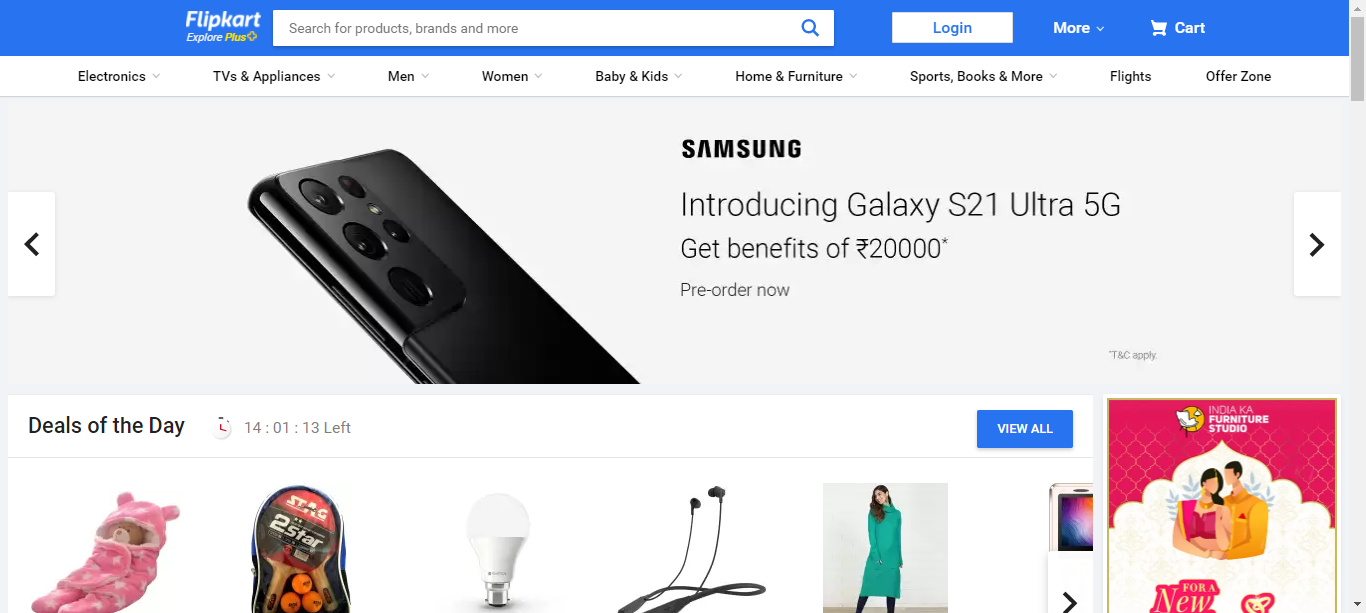 Flipkart
Explore Plus
Search for products, brands and more
Login
More
Cart
Electronics
TVs & Appliances
Men
Women
Baby & Kids
Home & Furniture
Sports, Books & More
Flights
Offer Zone
SAMSUNG
Introducing Galaxy S21 Ultra 5G
Get benefits of ₹20000*
Pre-order now
*T&C apply.
Deals of the Day
14 : 01 : 13 Left
VIEW ALL
STAG
2 Star
INDIA KA
FURNITURE
STUDIO
FOR A
New